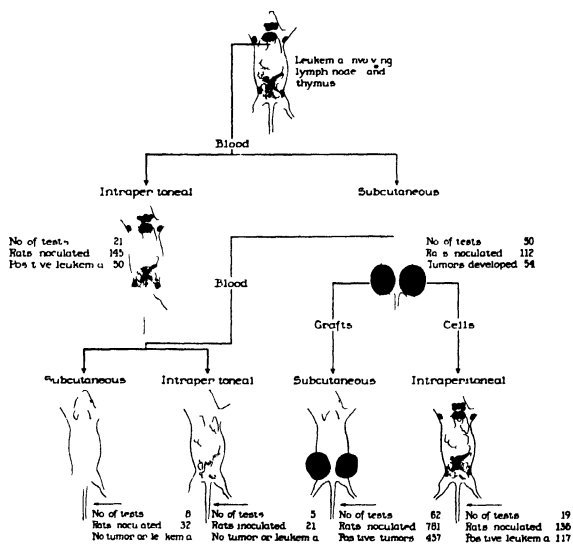 Leukem a nvo v ng
lymph node and
thymus
Blood
Intraper toneal
Subcutaneous
No of tests 21
Rats noculated 145
Pos t ve leukem a 50
No of tests 50
Ra s noculated 112
Tumors developed 54
Blood
Grafts
Cells
Subcutaneous
Intraper toneal
Subcutaneous
Intraperitoneal
No of tests 8
Rats nocu ated 32
No tumor or le kem a
No of tests 5
Rats inoculated 21
No tumor or leukem a
No of tests 62
Rats noculated 781
Pos t ve tumors 457
No of tests 19
Rats noculated 136
Pos t ve leukem a 117